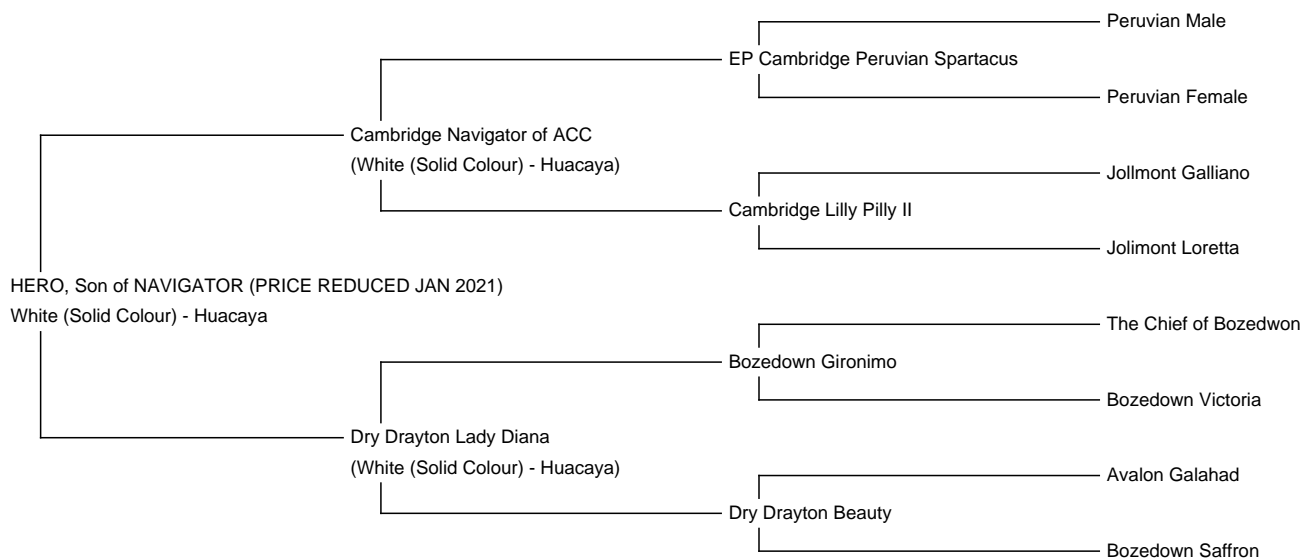 Peruvian Male
EP Cambridge Peruvian Spartacus
Peruvian Female
Cambridge Navigator of ACC
(White (Solid Colour) - Huacaya)
Jollmont Galliano
Cambridge Lilly Pilly II
Jolimont Loretta
HERO, Son of NAVIGATOR (PRICE REDUCED JAN 2021)
White (Solid Colour) - Huacaya
The Chief of Bozedwon
Bozedown Gironimo
Bozedown Victoria
Dry Drayton Lady Diana
(White (Solid Colour) - Huacaya)
Avalon Galahad
Dry Drayton Beauty
Bozedown Saffron